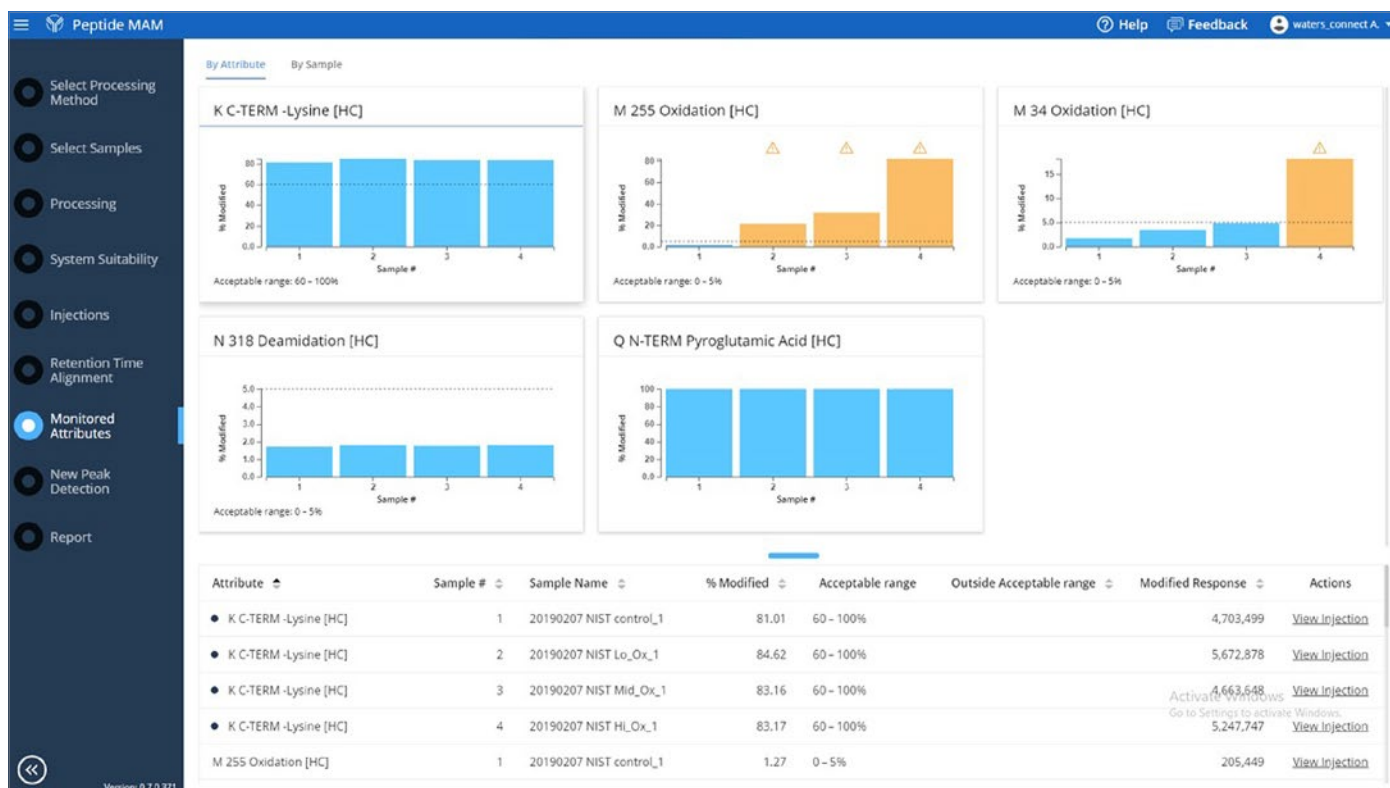 Peptide MAM
Help
Feedback
waters_connect A.
Select Processing
Method
Select Samples
Processing
System Suitability
Injections
Retention Time
Alignment
Monitored
Attributes
New Peak
Detection
Report
Version: 0.7.0.371
By Attribute By Sample
K C-TERM -Lysine [HC]
% Modified
80
60
40
20
0.0
1 2 3 4
Sample #
Acceptable range: 60 – 100%
M 255 Oxidation [HC]
% Modified
80
60
40
20
0.0
1 2 3 4
Sample #
Acceptable range: 0 – 5%
M 34 Oxidation [HC]
% Modified
15
10
5.0
0.0
1 2 3 4
Sample #
Acceptable range: 0 – 5%
N 318 Deamidation [HC]
% Modified
5.0
4.0
3.0
2.0
1.0
0.0
1 2 3 4
Sample #
Acceptable range: 0 – 5%
Q N-TERM Pyroglutamic Acid [HC]
% Modified
100
80
60
40
20
0.0
1 2 3 4
Sample #
Attribute Sample # Sample Name % Modified Acceptable range Outside Acceptable range Modified Response Actions
K C-TERM -Lysine [HC] 1 20190207 NIST control_1 81.01 60 – 100% 4,703,499 View Injection
K C-TERM -Lysine [HC] 2 20190207 NIST Lo_Ox_1 84.62 60 – 100% 5,672,878 View Injection
K C-TERM -Lysine [HC] 3 20190207 NIST Mid_Ox_1 83.16 60 – 100% 4,663,648 View Injection
Activate Windows
Go to Settings to activate Windows.
K C-TERM -Lysine [HC] 4 20190207 NIST Hi_Ox_1 83.17 60 – 100% 5,247,747 View Injection
M 255 Oxidation [HC] 1 20190207 NIST control_1 1.27 0 – 5% 205,449 View Injection